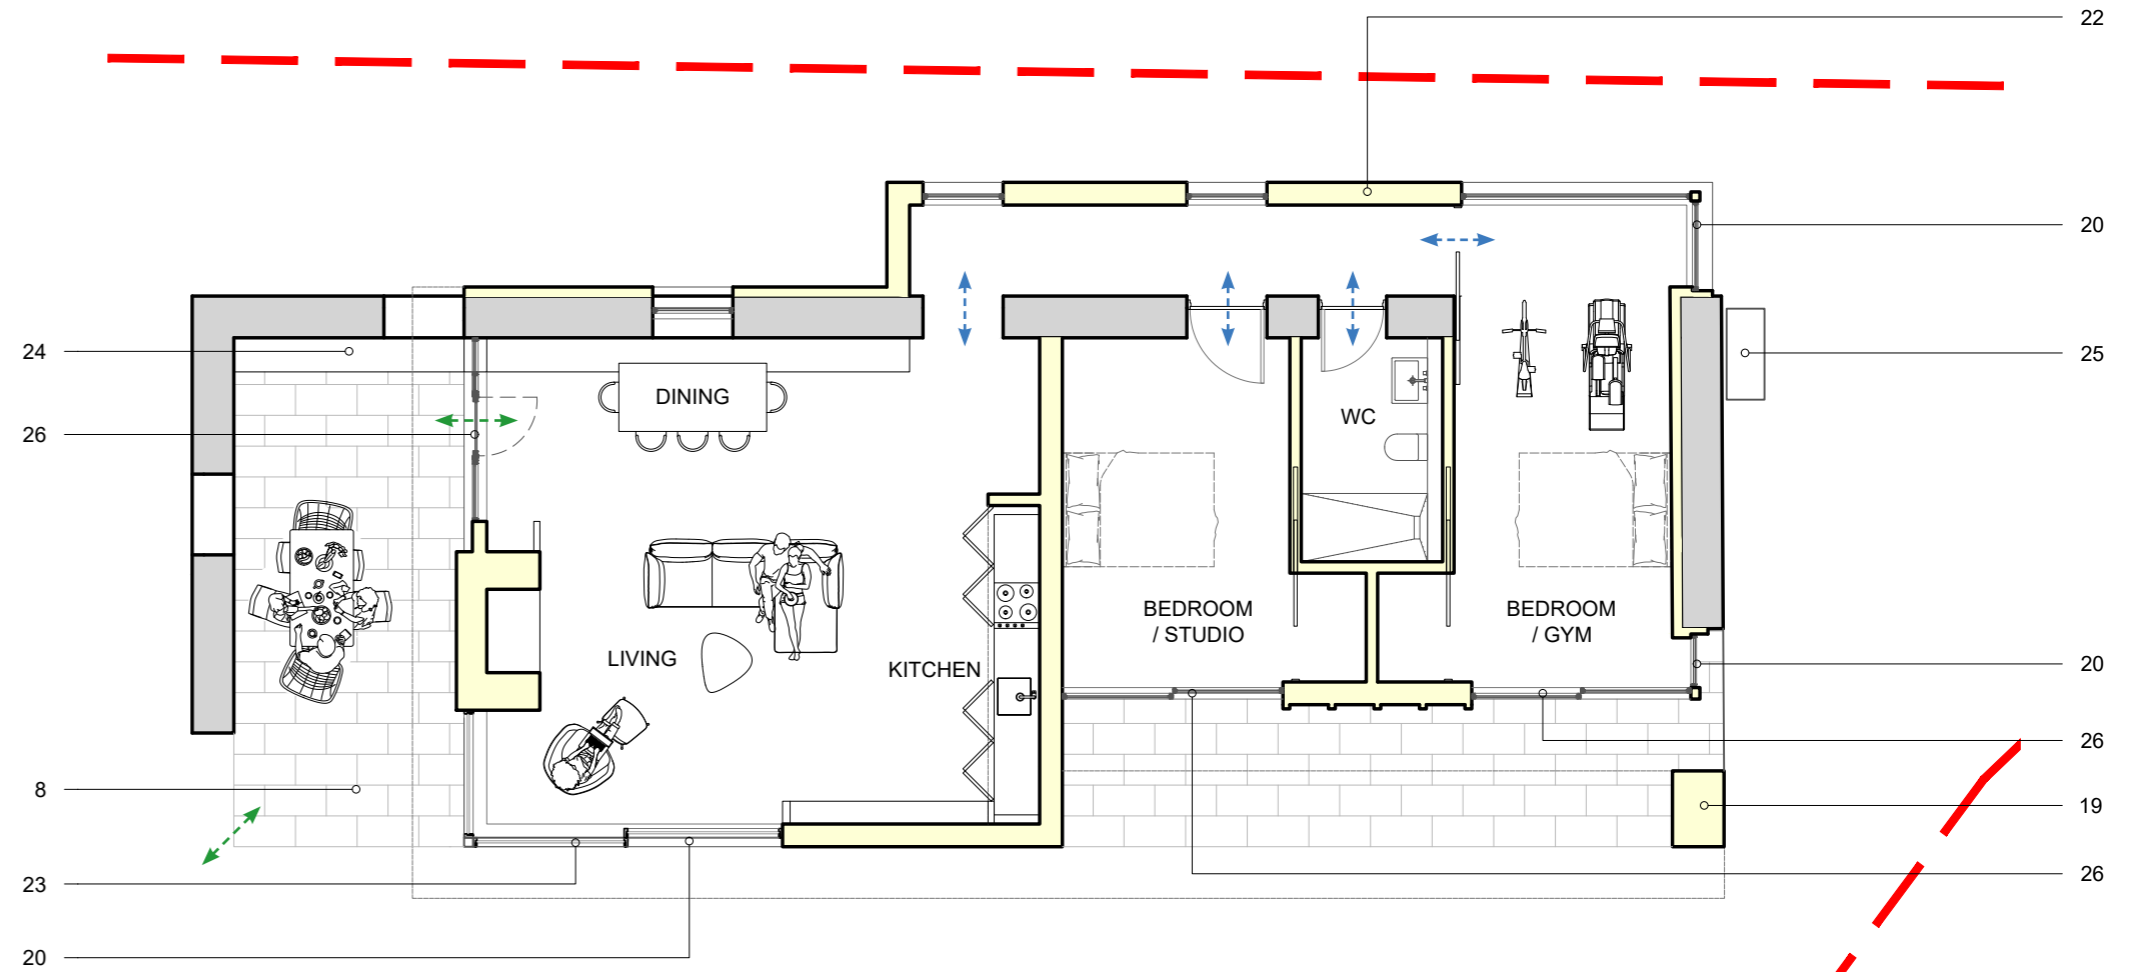 22
20
24
25
DINING
WC
26
BEDROOM
/ STUDIO
BEDROOM
/ GYM
LIVING
KITCHEN
20
26
8
19
23
26
20